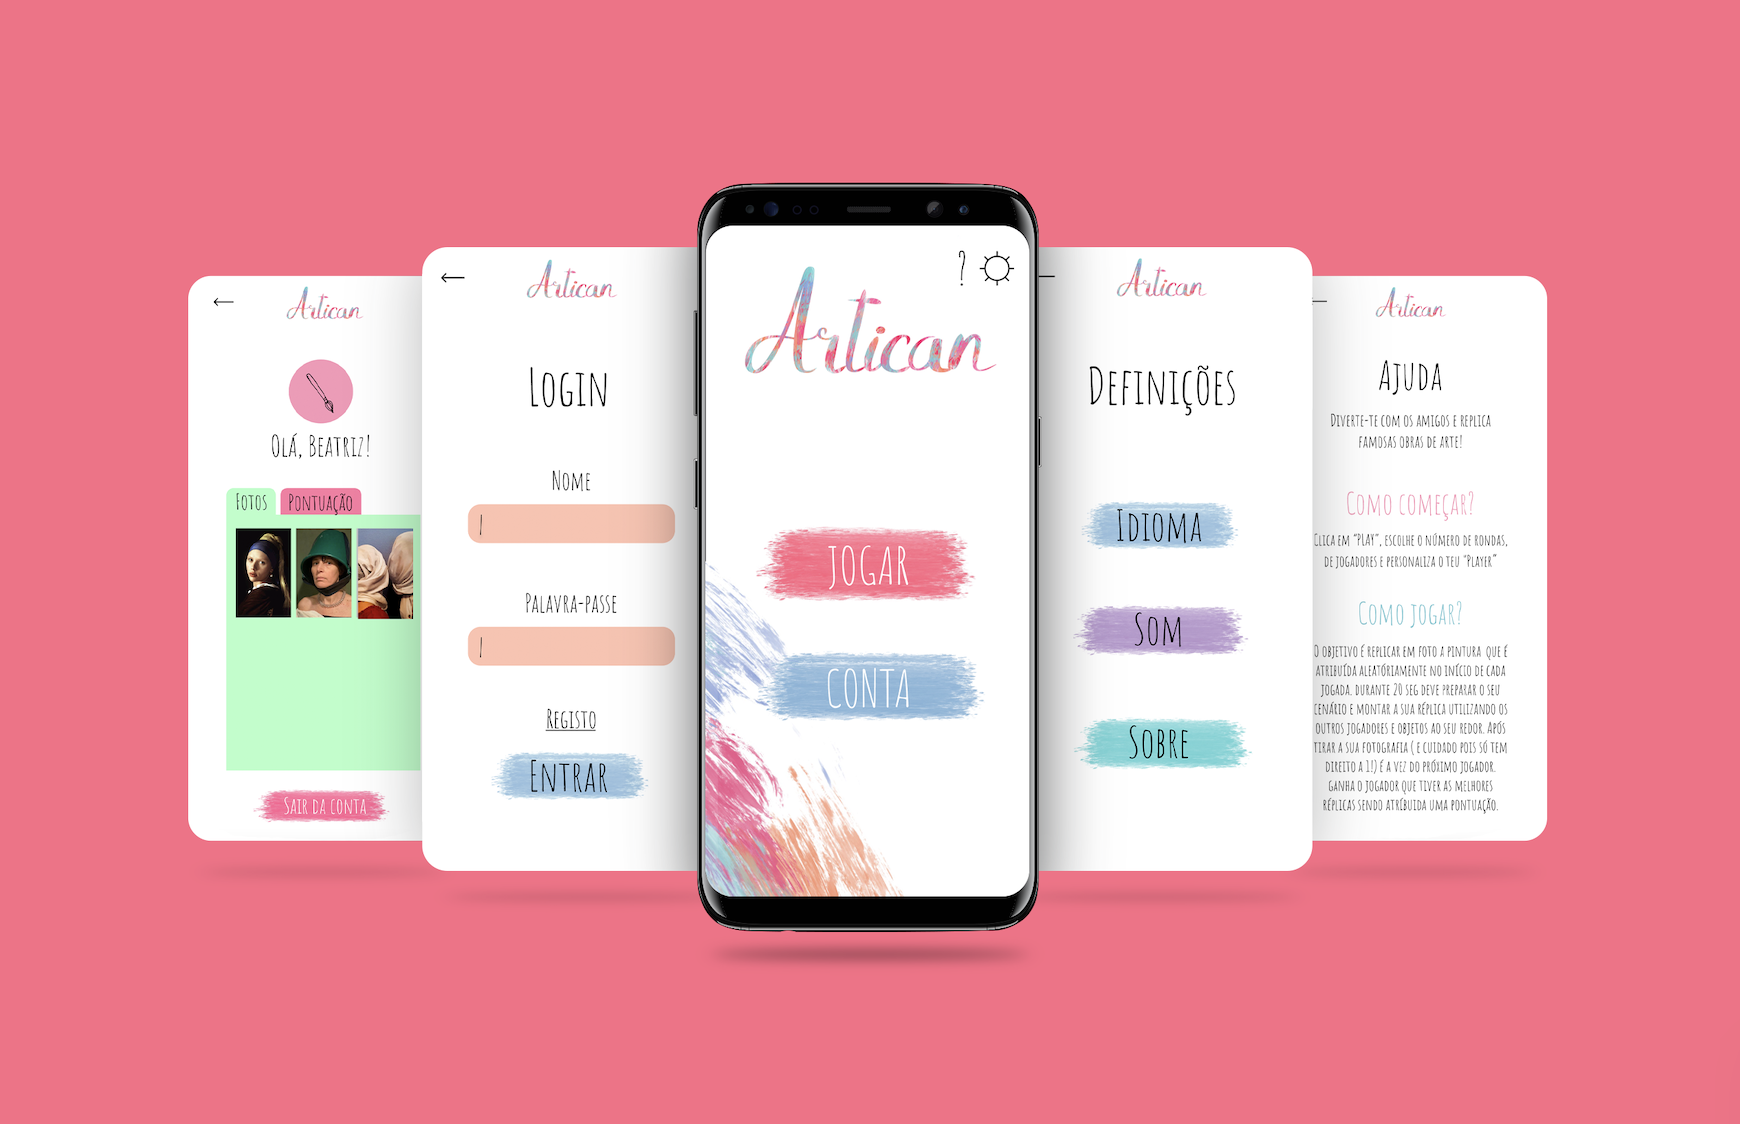 Artican
Olá, Beatriz!
Fotos
Pontuação
Sair da conta
Artican
Login
Nome
Palavra-passe
Registo
Entrar
?
Artican
JOGAR
CONTA
Artican
Definições
Idioma
Som
Sobre
Artican
Ajuda
Diverte-te com os amigos e replica
famosas obras de arte!
Como começar?
Clica em “PLAY”, escolhe o número de rondas,
de jogadores e personaliza o teu “Player”
Como jogar?
O objetivo é replicar em foto a pintura que é
atribuída aleatóriamente no início de cada
jogada. Durante 20 seg deve preparar o seu
cenário e montar a sua réplica utilizando os
outros jogadores e objetos ao seu redor. Após
tirar a sua fotografia ( e cuidado pois só tem
direito a 1!) é a vez do próximo jogador.
Ganha o jogador que tiver as melhores
réplicas sendo atríbuida uma pontuação.